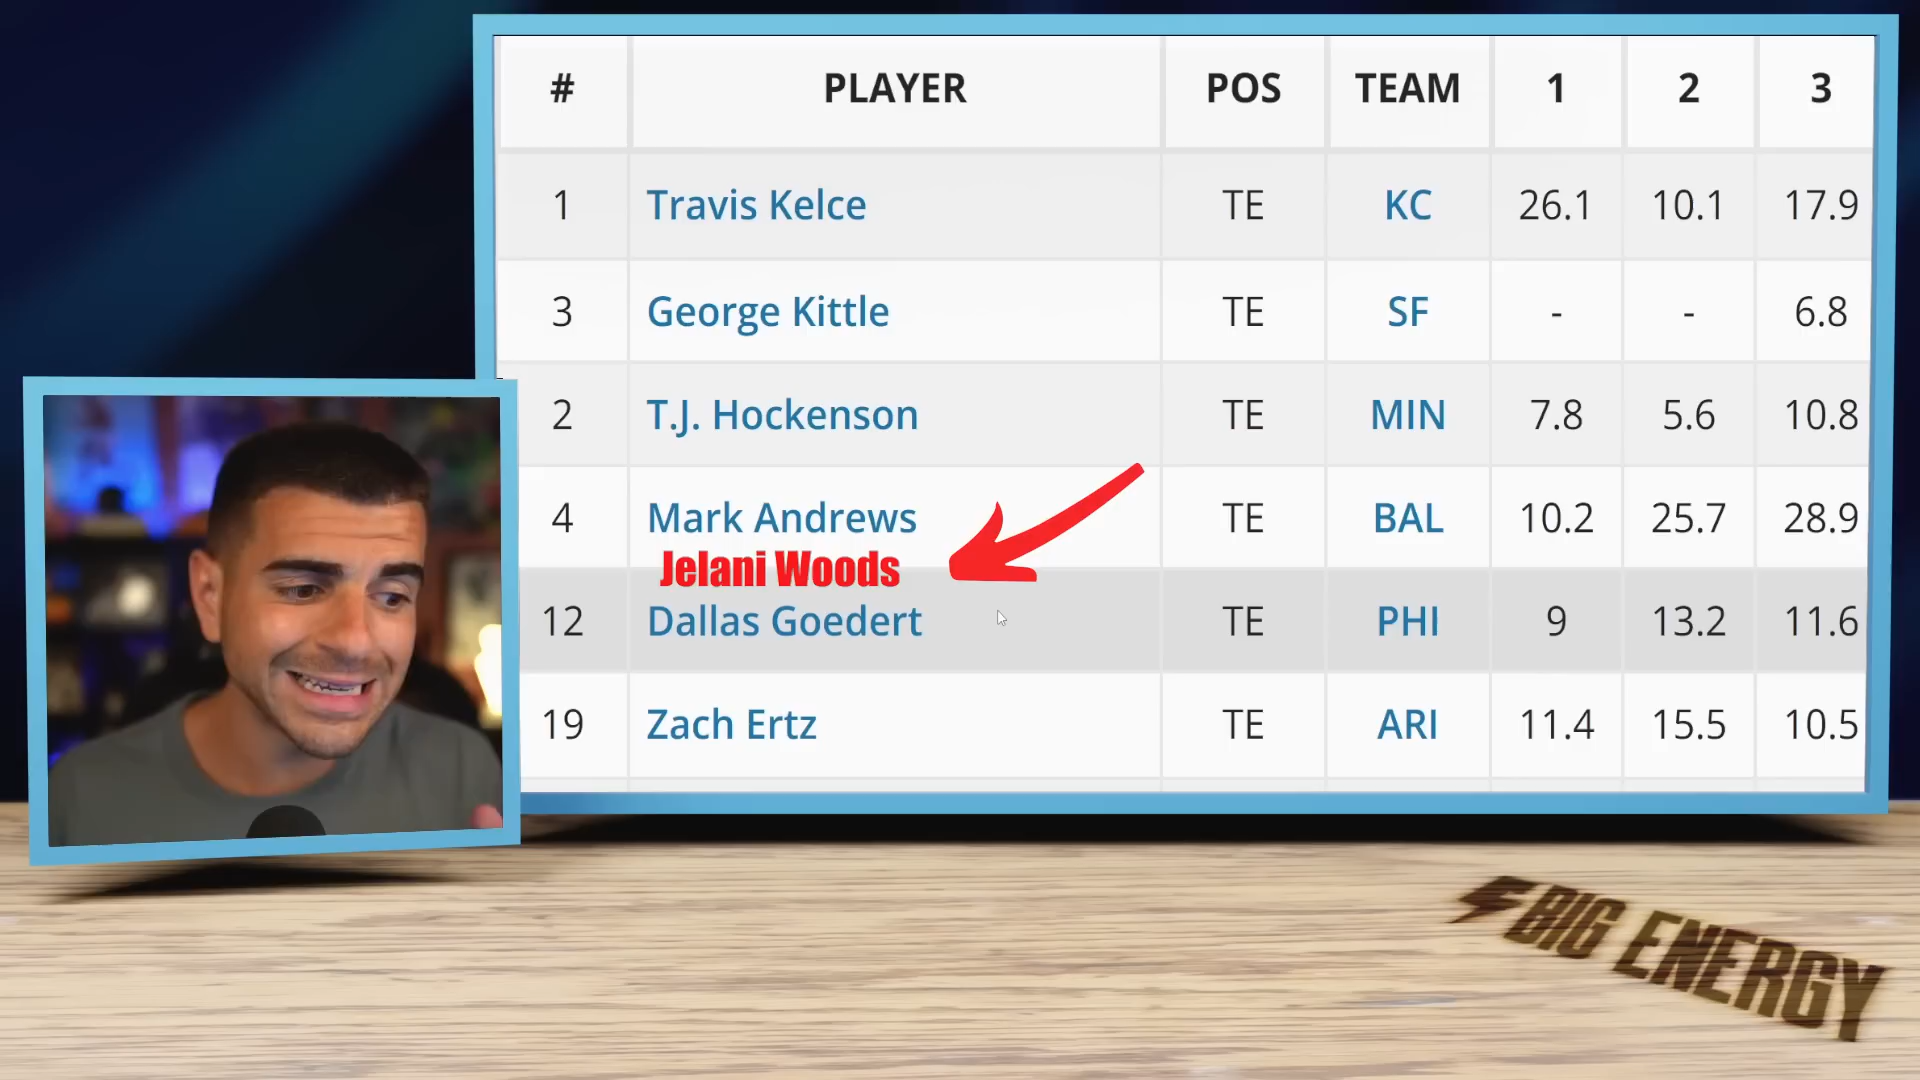 # PLAYER POS TEAM 1 2 3
1 Travis Kelce TE KC 26.1 10.1 17.9
3 George Kittle TE SF - - 6.8
2 T.J. Hockenson TE MIN 7.8 5.6 10.8
4 Mark Andrews TE BAL 10.2 25.7 28.9
Jelani Woods
12 Dallas Goedert TE PHI 9 13.2 11.6
19 Zach Ertz TE ARI 11.4 15.5 10.5
BIG ENERGY